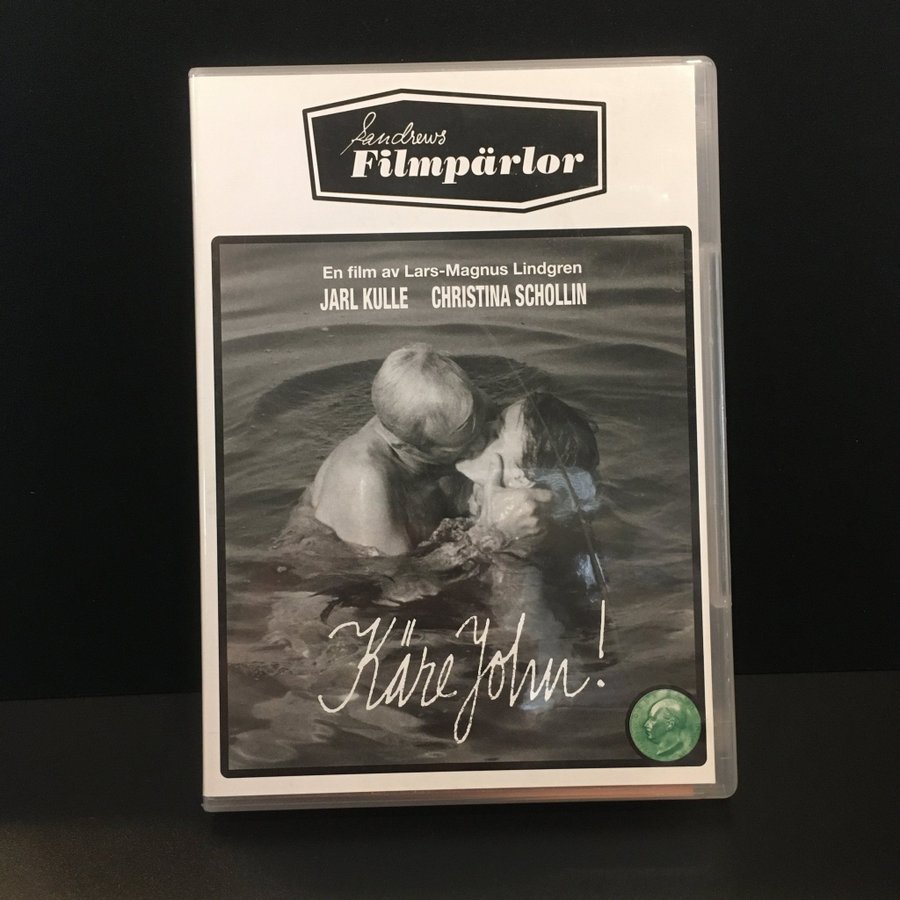 Sandrews
Filmpärlor
En film av Lars-Magnus Lindgren
JARL KULLE CHRISTINA SCHOLLIN
Käre John!